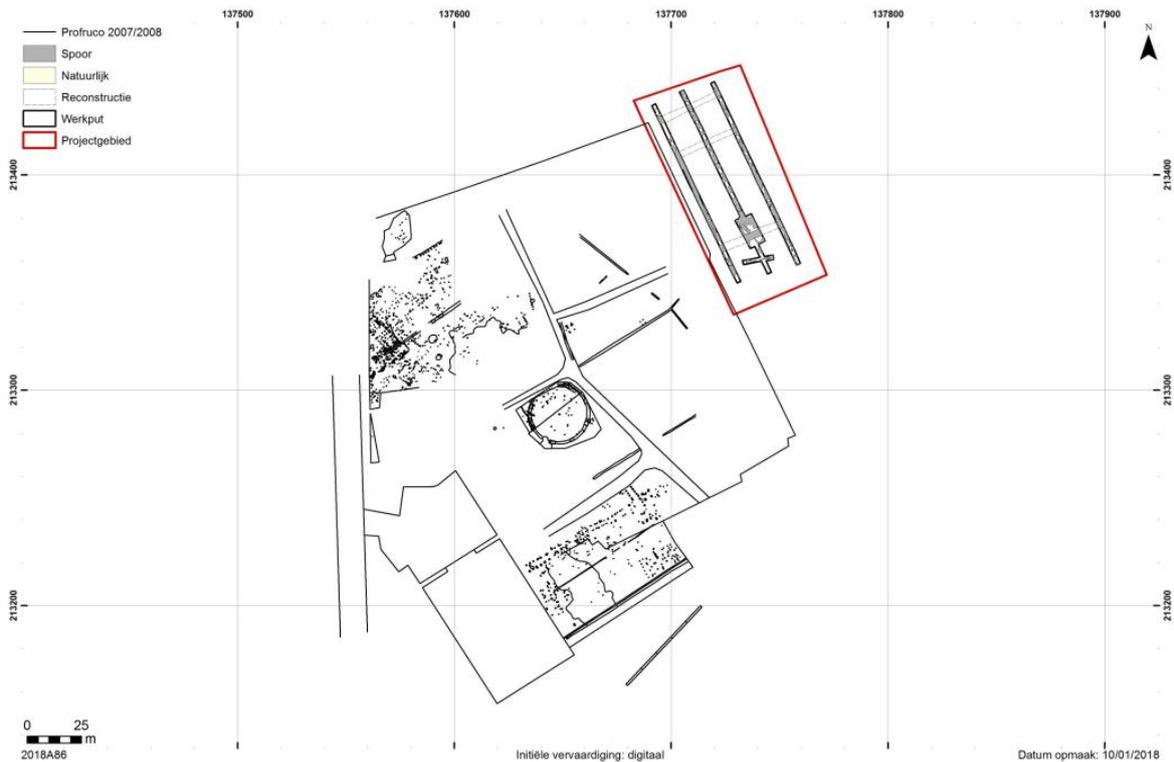 137500
137600
137700
137800
137900
Profruco 2007/2008
Spoor
Natuurlijk
Reconstructie
Werkput
Projectgebied
N
213400
213400
213300
213300
213200
213200
0 25
m
2018A86
Initiële vervaardiging: digitaal
Datum opmaak: 10/01/2018